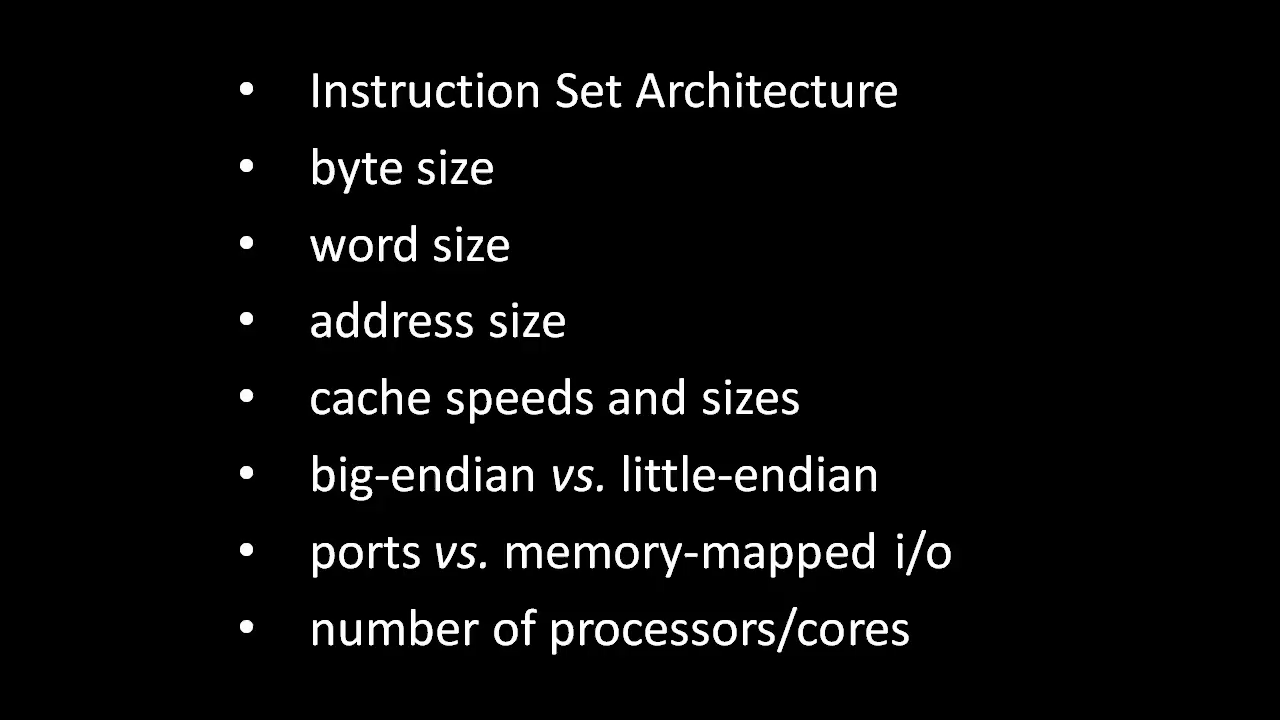 • Instruction Set Architecture
• byte size
• word size
• address size
• cache speeds and sizes
• big-endian vs. little-endian
• ports vs. memory-mapped i/o
• number of processors/cores